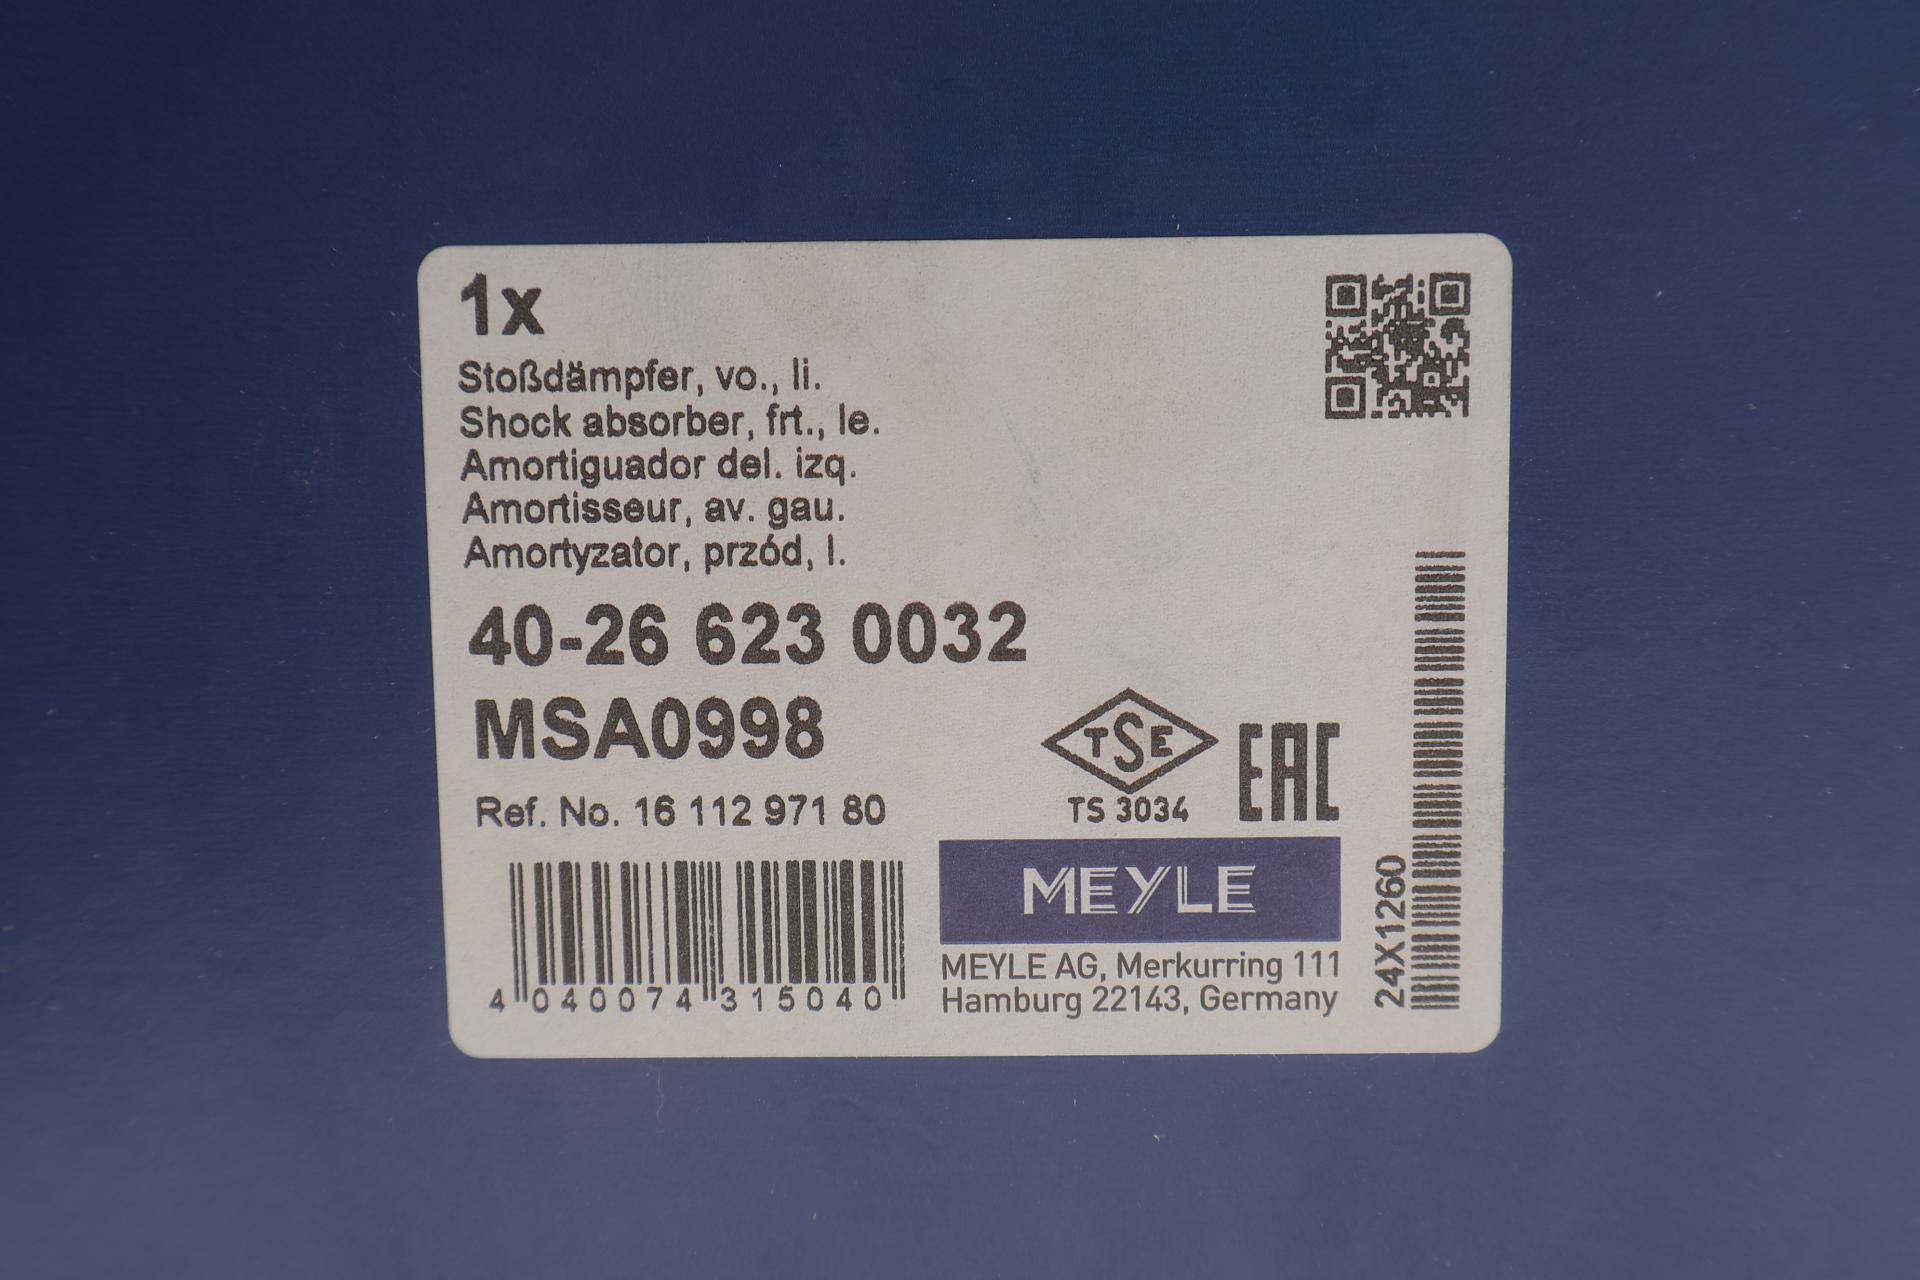 1x
Stoßdämpfer, vo., li.
Shock absorber, frt., le.
Amortiguador del. izq.
Amortisseur, av. gau.
Amortyzator, przód, l.
40-26 623 0032
MSA0998
Ref. No. 16 112 971 80
TSE
TS 3034
EAC
4 040074 315040
MEYLE
MEYLE AG, Merkurring 111
Hamburg 22143, Germany
24X1260